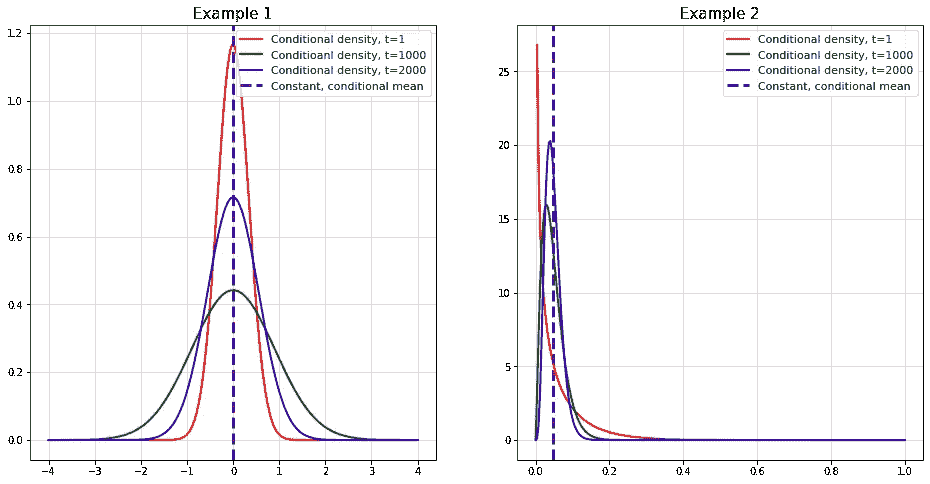 Example 1
Conditional density, t=1
Conditioanl density, t=1000
Conditional density, t=2000
Constant, conditional mean
1.2
1.0
0.8
0.6
0.4
0.2
0.0
−4 −3 −2 −1 0 1 2 3 4
Example 2
Conditional density, t=1
Conditioanl density, t=1000
Conditional density, t=2000
Constant, conditional mean
25
20
15
10
5
0
0.0 0.2 0.4 0.6 0.8 1.0